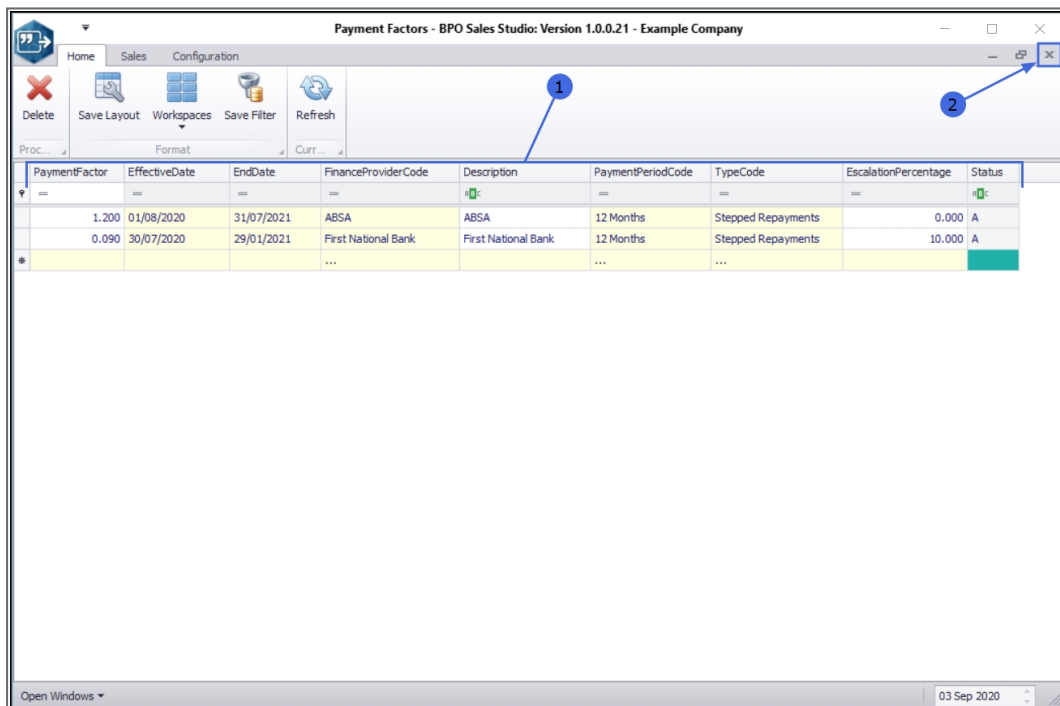 Payment Factors - BPO Sales Studio: Version 1.0.0.21 - Example Company
Home Sales Configuration
1
2
Delete Save Layout Workspaces Save Filter Refresh
Proc... Format Curr...
PaymentFactor EffectiveDate EndDate FinanceProviderCode Description PaymentPeriodCode TypeCode EscalationPercentage Status
= = = = aBc = = = aBc
1.200 01/08/2020 31/07/2021 ABSA ABSA 12 Months Stepped Repayments 0.000 A
0.090 30/07/2020 29/01/2021 First National Bank First National Bank 12 Months Stepped Repayments 10.000 A
* ... ... ...
Open Windows 03 Sep 2020